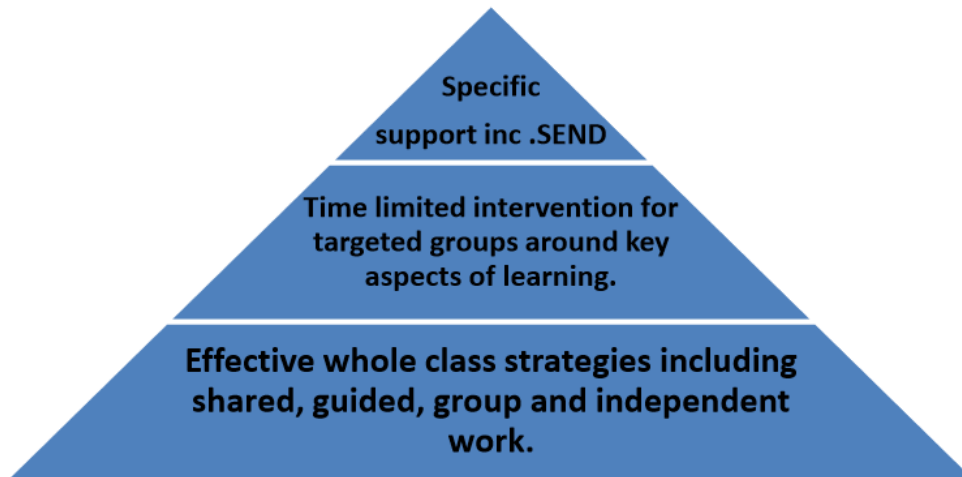 Specific
support inc .SEND
Time limited intervention for
targeted groups around key
aspects of learning.
Effective whole class strategies including
shared, guided, group and independent
work.